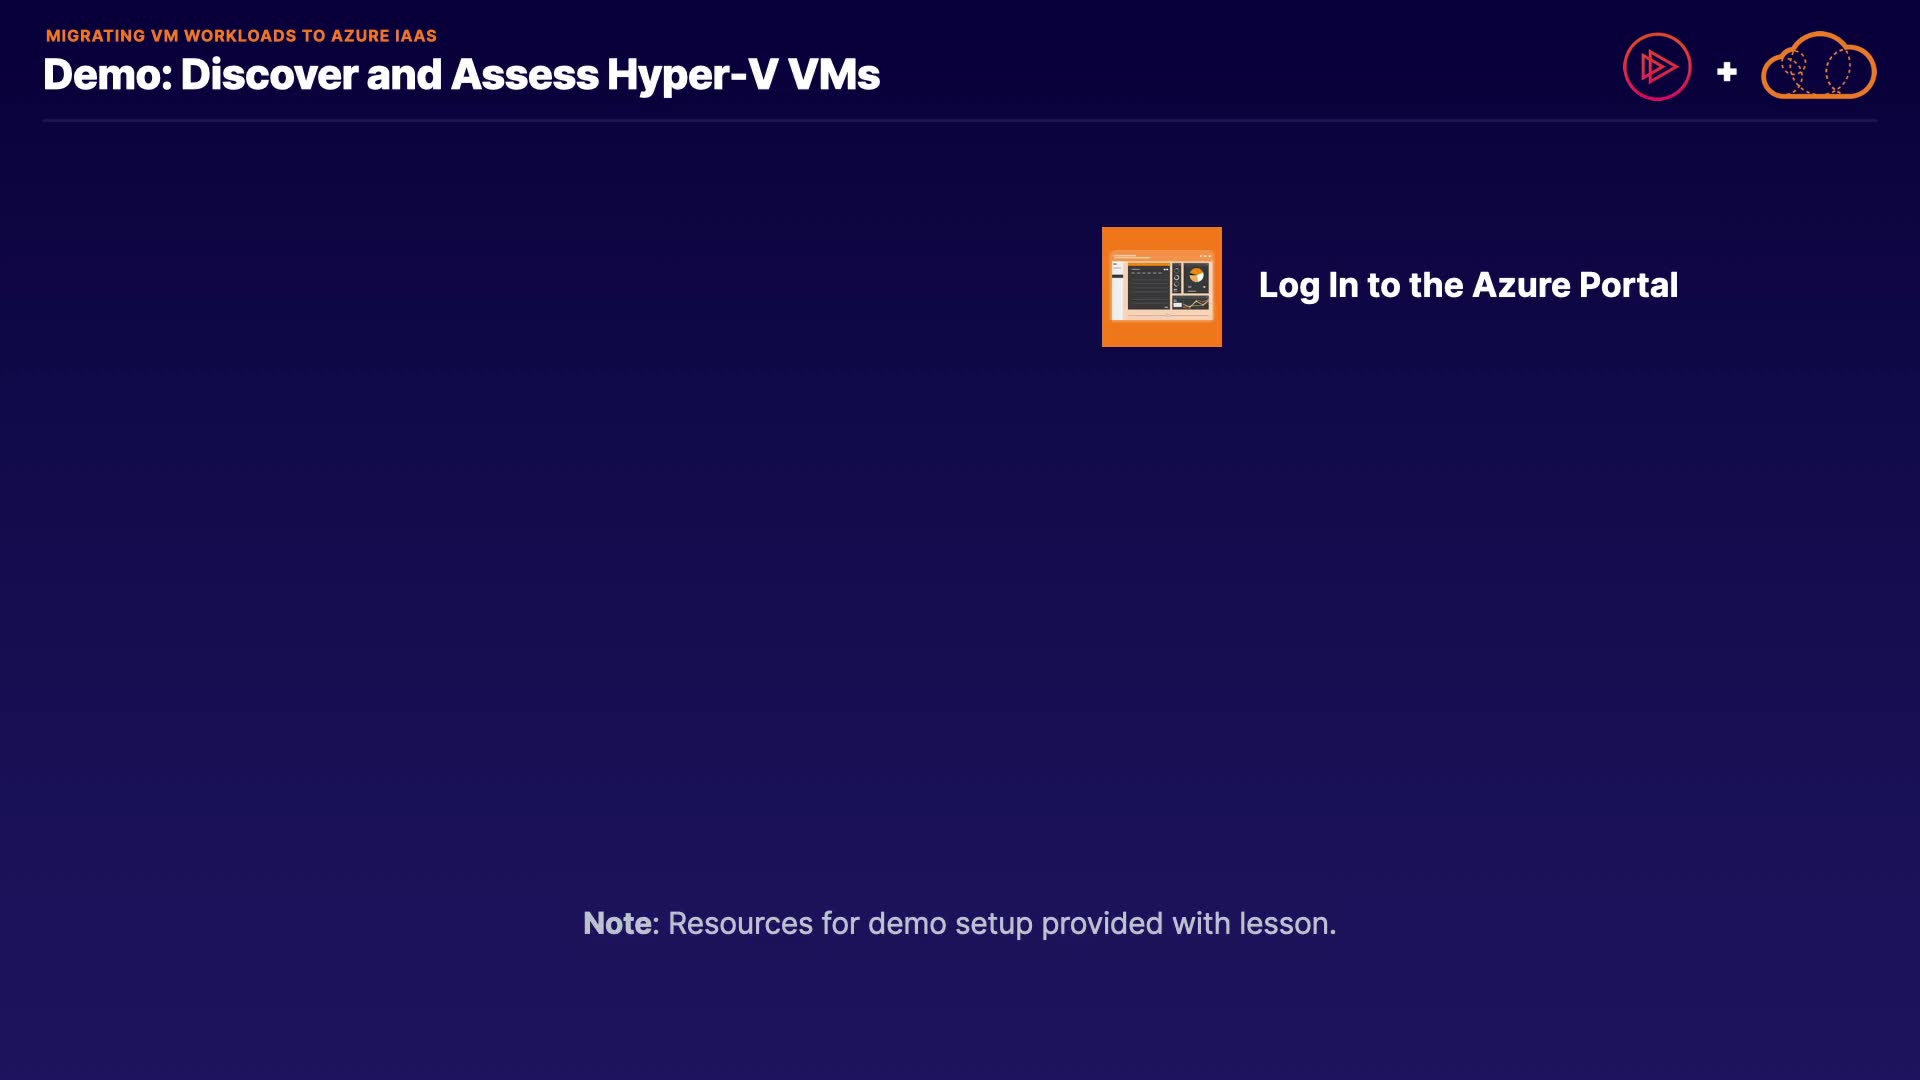 MIGRATING VM WORKLOADS TO AZURE IAAS
Demo: Discover and Assess Hyper-V VMs
+
Log In to the Azure Portal
Note: Resources for demo setup provided with lesson.